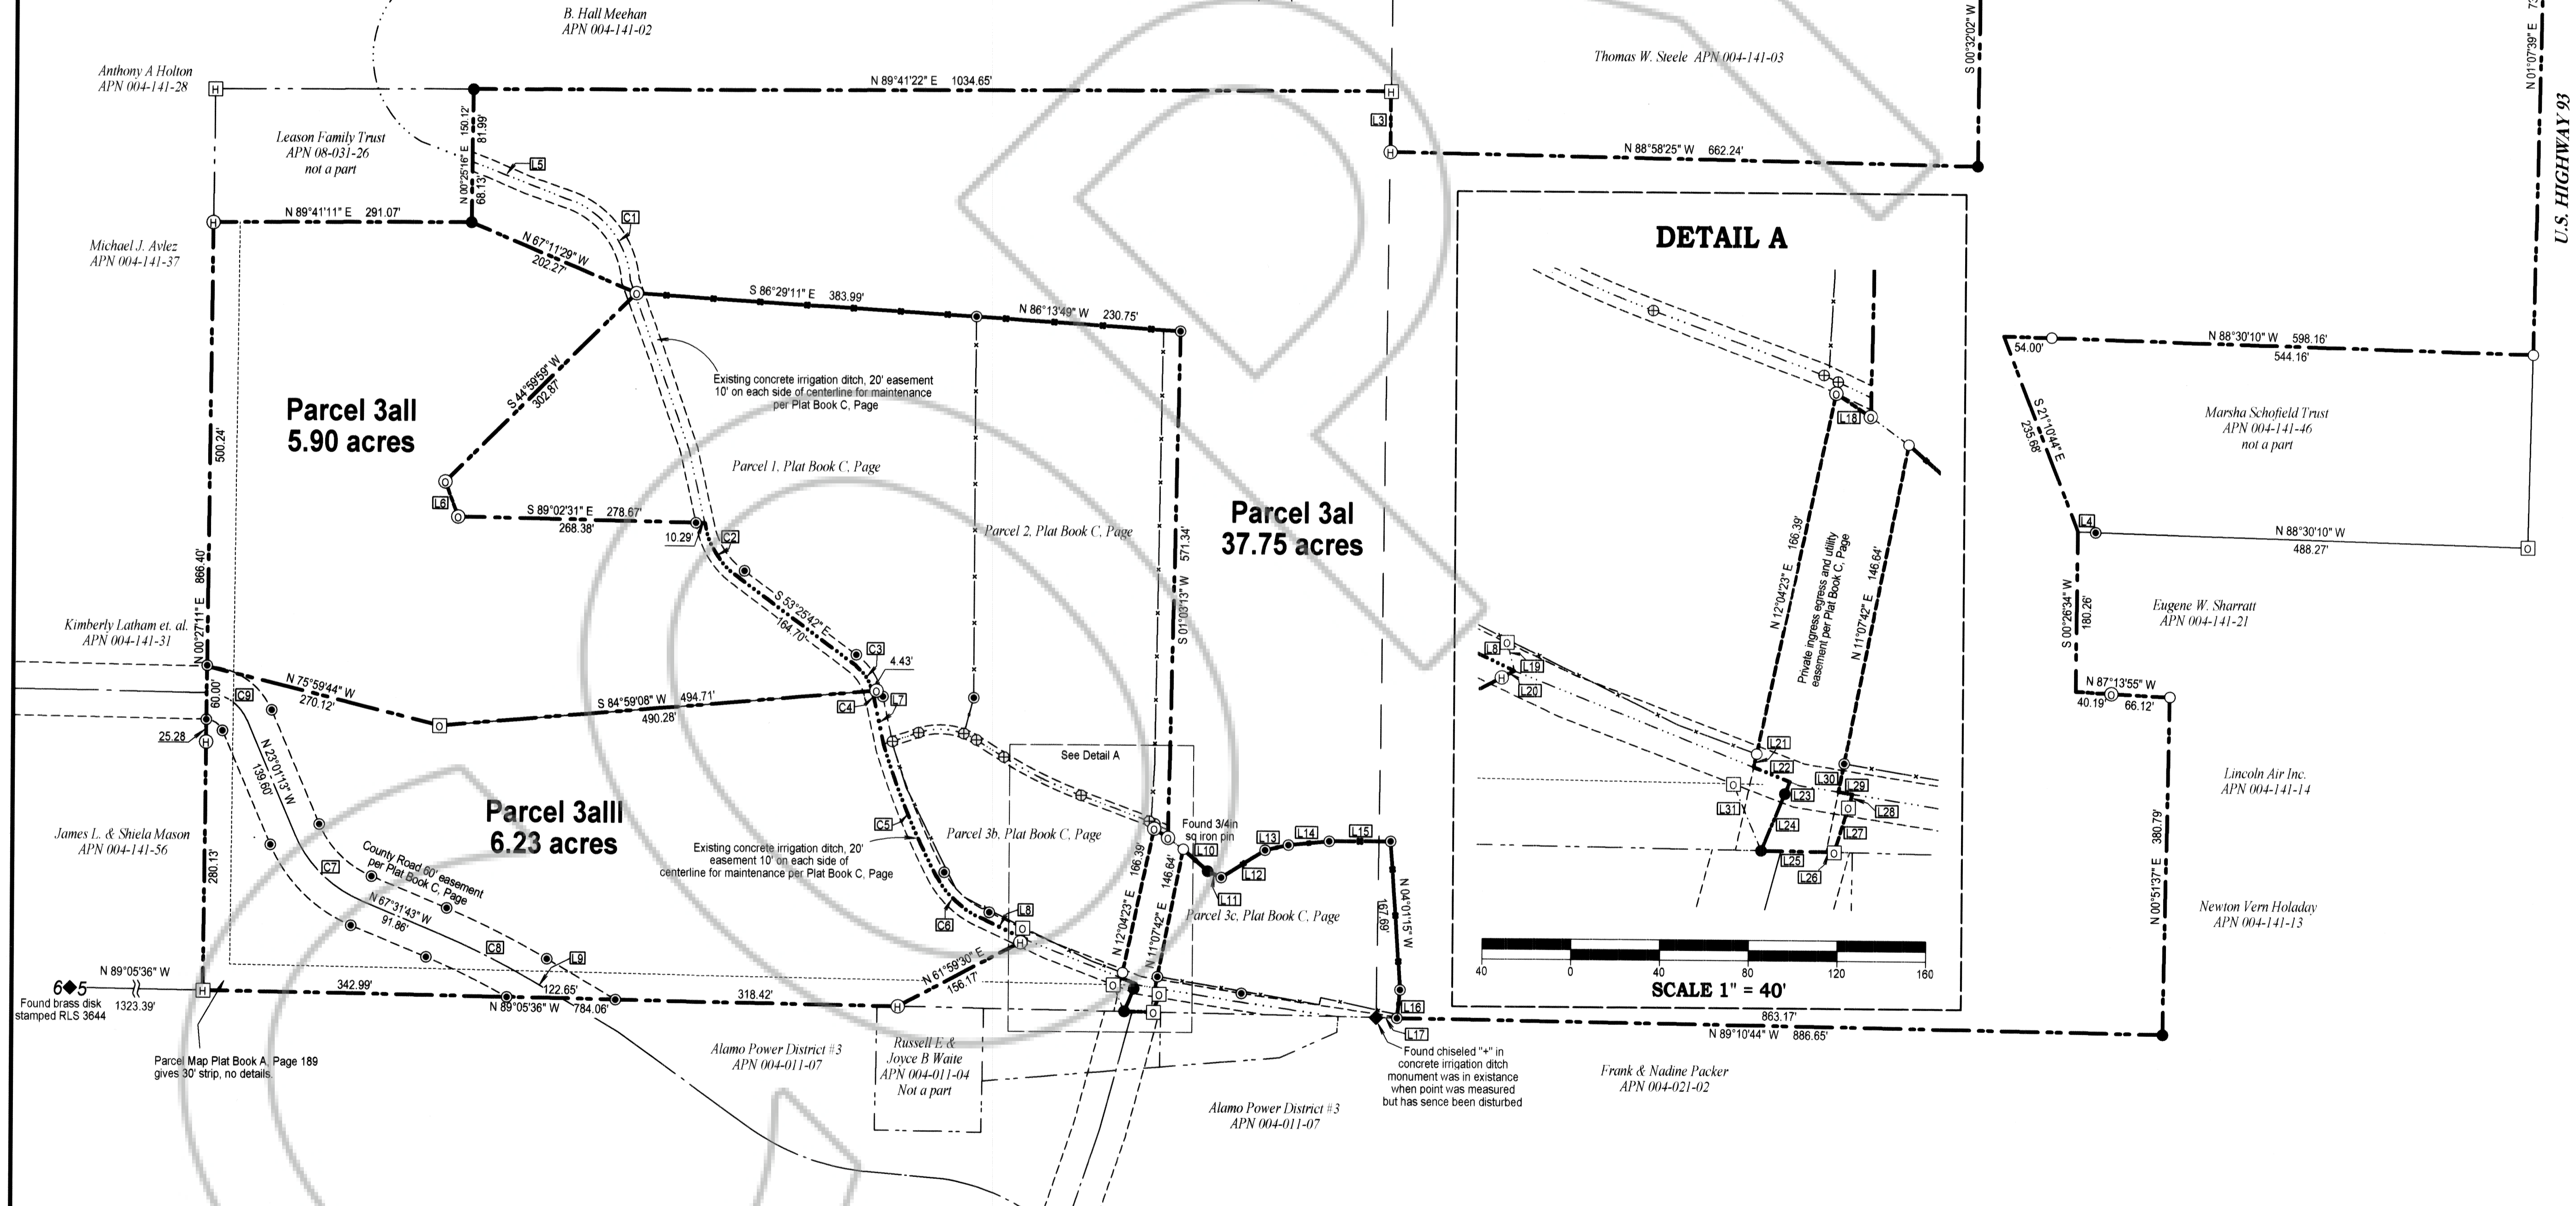 B. Hall Meehan
APN 004-141-02
Anthony A Holton
APN 004-141-28
N 89°41'22" E 1034.65'
Thomas W. Steele APN 004-141-03
S 00°32'02" W
N 01°07'39" E
U.S. HIGHWAY 93
Leason Family Trust
APN 08-031-26
not a part
N 00°25'16" E 150.12'
81.99'
68.13'
L5
L3
N 88°58'25" W 662.24'
N 89°41'11" E 291.07'
C1
Michael J. Avlez
APN 004-141-37
N 67°11'29" W
202.27'
S 86°29'11" E 383.99'
N 86°13'49" W 230.75'
DETAIL A
Existing concrete irrigation ditch, 20' easement
10' on each side of centerline for maintenance
per Plat Book C, Page
S 44°59'59" W
302.87'
Parcel 3aII
5.90 acres
500.24'
Parcel 1, Plat Book C, Page
L6
S 89°02'31" E 278.67'
268.38'
10.29'
C2
Parcel 2, Plat Book C, Page
S 01°03'13" W 571.34'
Parcel 3aI
37.75 acres
L18
N 12°04'23" E 166.39'
Private ingress egress and utility
easement per Plat Book C, Page
N 11°07'42" E 146.64'
L8
L19
L20
L21
L22
L23
L24
L25
L26
L27
L28
L29
L30
L31
40 0 40 80 120 160
SCALE 1" = 40'
54.00'
N 88°30'10" W 598.16'
544.16'
S 21°10'44" E
235.68'
Marsha Schofield Trust
APN 004-141-46
not a part
L4
N 88°30'10" W
488.27'
S 00°26'34" W
180.26'
Eugene W. Sharratt
APN 004-141-21
N 87°13'55" W
40.19' 66.12'
Lincoln Air Inc.
APN 004-141-14
Newton Vern Holaday
APN 004-141-13
N 00°51'37" E 380.79'
Kimberly Latham et. al.
APN 004-141-31
N 00°27'11" E 866.40'
S 53°25'42" E
164.70'
C3
4.43'
C4
L7
N 75°59'44" W
270.12'
S 84°59'08" W 494.71'
490.28'
60.00'
C9
25.28
N 23°01'13" W
139.60'
Parcel 3aIII
6.23 acres
See Detail A
C5
Parcel 3b, Plat Book C, Page
Existing concrete irrigation ditch, 20'
easement 10' on each side of
centerline for maintenance per Plat Book C, Page
Found 3/4in
sq iron pin
L10
L11
L12
L13
L14
L15
Parcel 3c, Plat Book C, Page
N 04°01'15" W
167.69'
James L. & Shiela Mason
APN 004-141-56
280.13'
C7
County Road 60' easement
per Plat Book C, Page
N 67°31'43" W
91.86'
C8
L9
C6
L8
N 61°59'30" E
156.17'
N 12°04'23" E 166.39'
N 11°07'42" E 146.64'
L16
L17
N 89°05'36" W
1323.39'
6 5
Found brass disk
stamped RLS 3644
342.99'
122.65'
318.42'
N 89°05'36" W 784.06'
863.17'
N 89°10'44" W 886.65'
Parcel Map Plat Book A, Page 189
gives 30' strip, no details.
Alamo Power District #3
APN 004-011-07
Russell E &
Joyce B Waite
APN 004-011-04
Not a part
Alamo Power District #3
APN 004-011-07
Found chiseled "+" in
concrete irrigation ditch
monument was in existance
when point was measured
but has sence been disturbed
Frank & Nadine Packer
APN 004-021-02